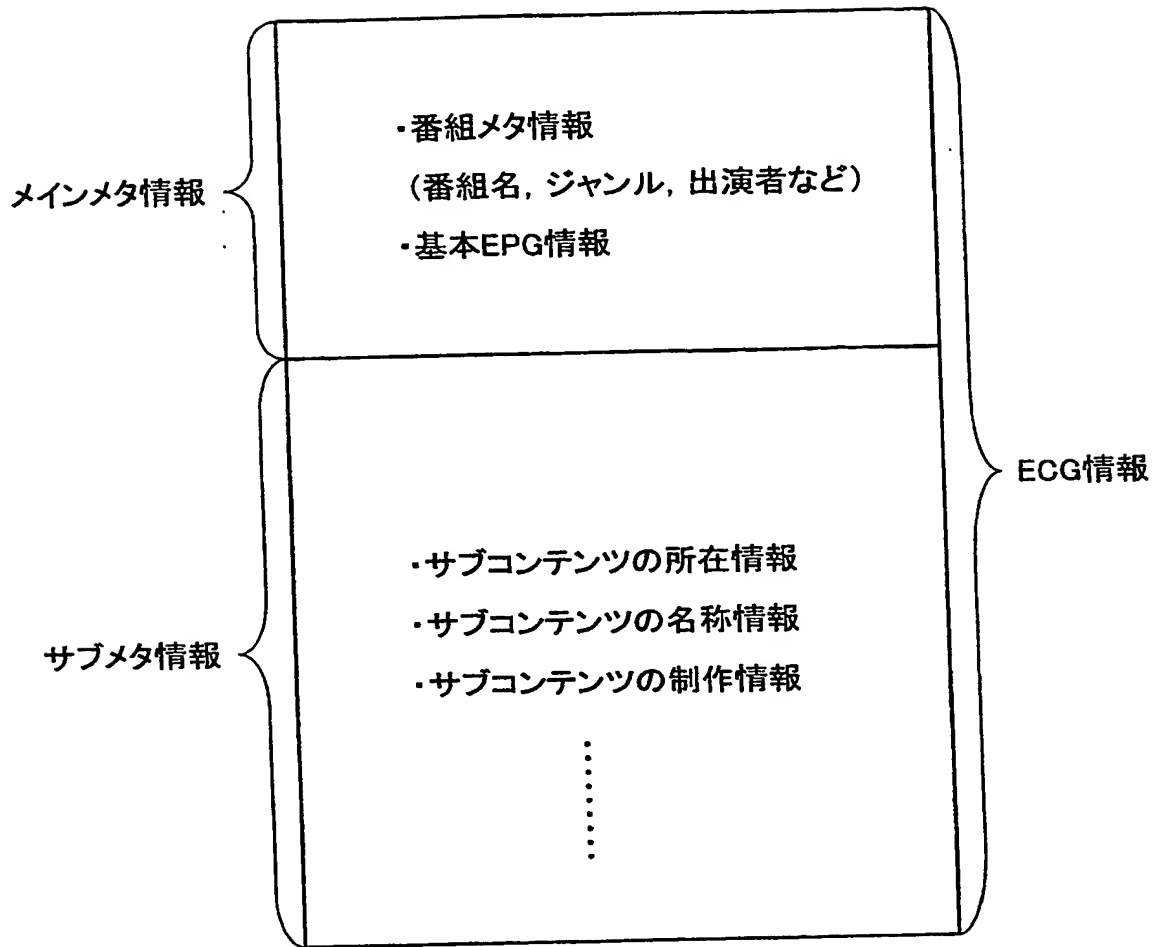 メインメタ情報
・番組メタ情報
(番組名, ジャンル, 出演者など)
・基本EPG情報
ECG情報
サブメタ情報
・サブコンテンツの所在情報
・サブコンテンツの名称情報
・サブコンテンツの制作情報